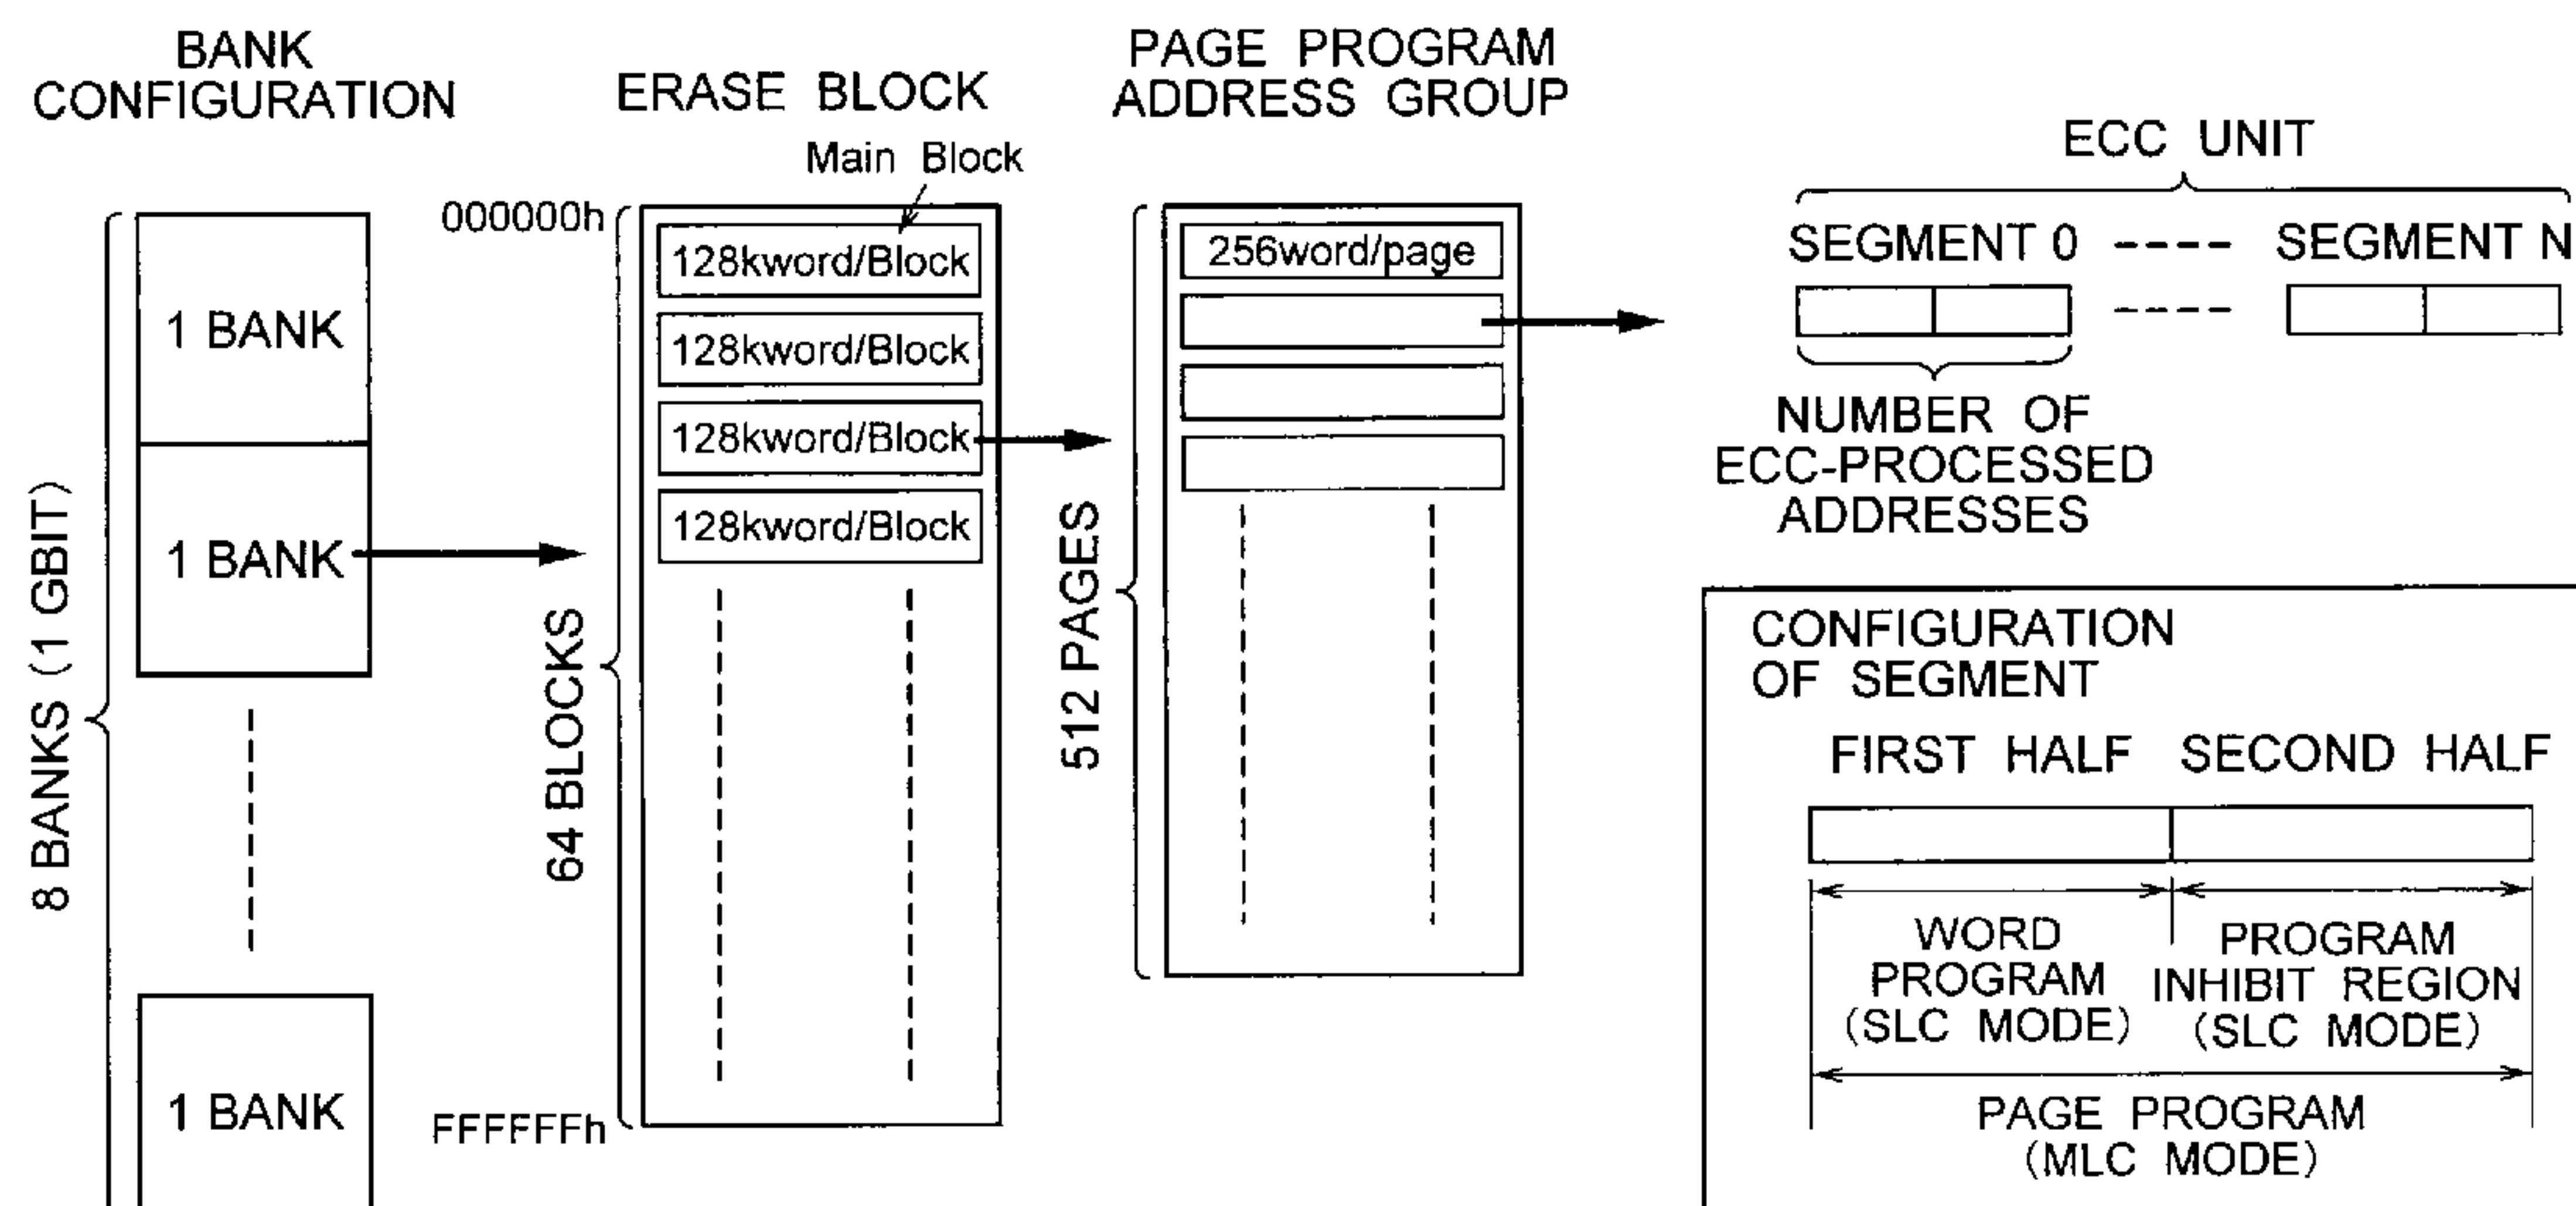 BANK
CONFIGURATION
8 BANKS (1 GBIT)
1 BANK
1 BANK
1 BANK
ERASE BLOCK
Main Block
000000h
128kword/Block
128kword/Block
128kword/Block
128kword/Block
64 BLOCKS
FFFFFFh
PAGE PROGRAM
ADDRESS GROUP
256word/page
512 PAGES
ECC UNIT
SEGMENT 0 ---- SEGMENT N
NUMBER OF
ECC-PROCESSED
ADDRESSES
CONFIGURATION
OF SEGMENT
FIRST HALF
SECOND HALF
WORD
PROGRAM
(SLC MODE)
PROGRAM
INHIBIT REGION
(SLC MODE)
PAGE PROGRAM
(MLC MODE)